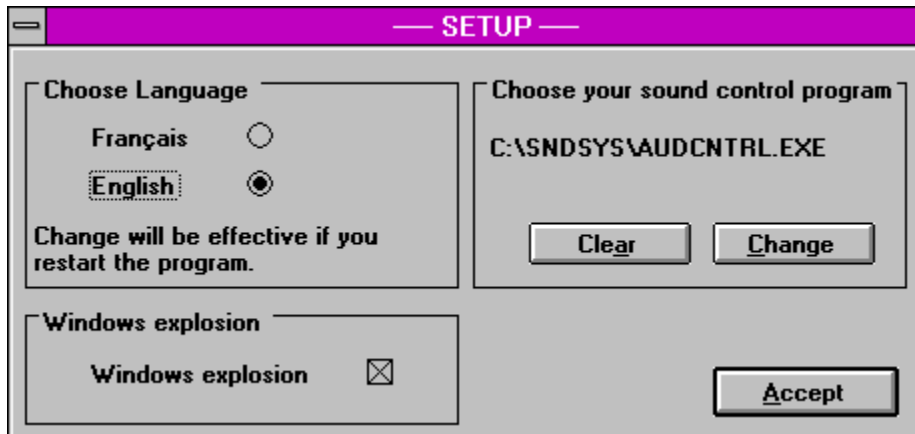 — SETUP —
Choose Language
Français
English
Change will be effective if you
restart the program.
Choose your sound control program
C:\SNDSYS\AUDCNTRL.EXE
Clear
Change
Windows explosion
Windows explosion
Accept